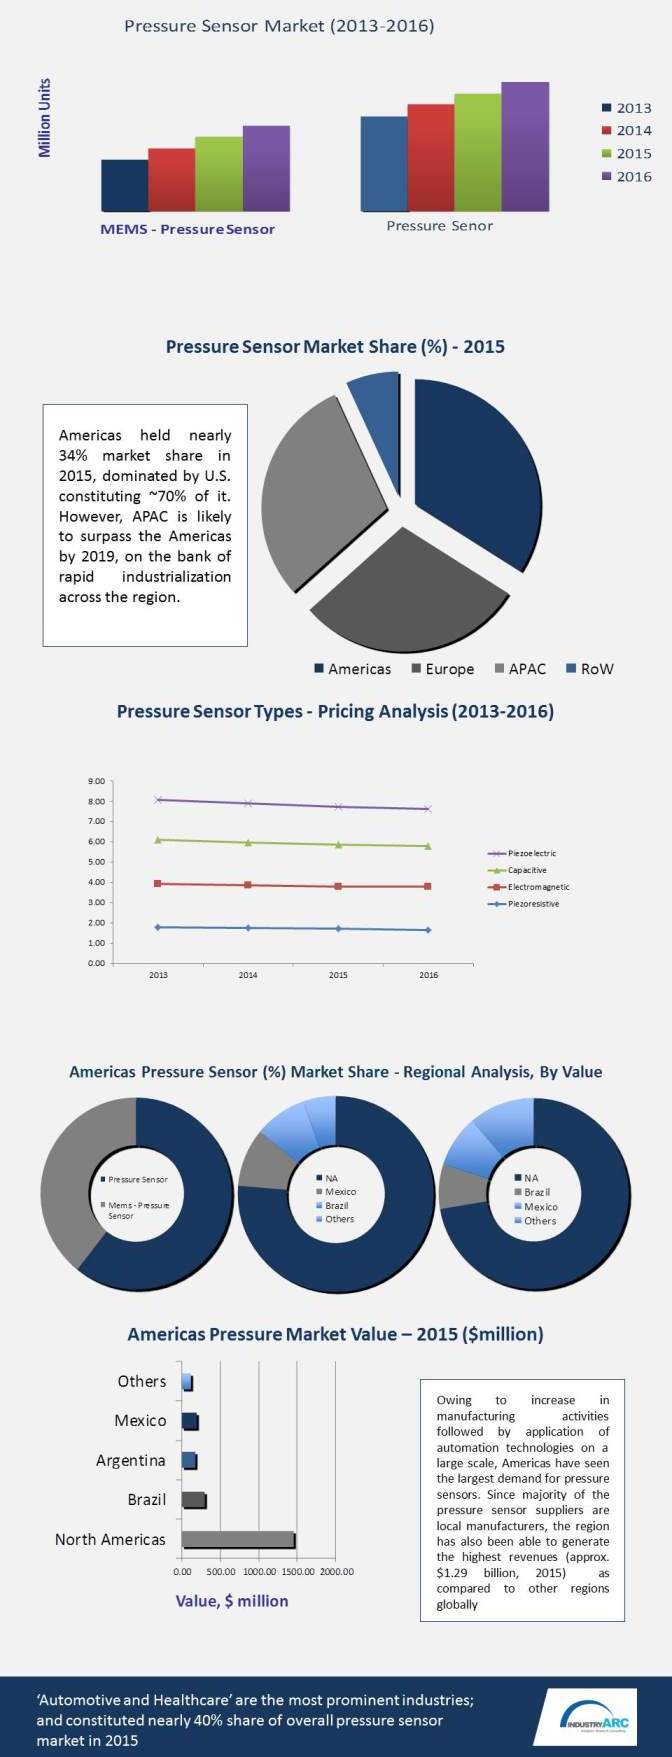 Pressure Sensor Market (2013-2016)
Million Units
2013
2014
2015
2016
MEMS - Pressure Sensor
Pressure Senor
Pressure Sensor Market Share (%) - 2015
Americas held nearly
34% market share in
2015, dominated by U.S.
constituting ~70% of it.
However, APAC is likely
to surpass the Americas
by 2019, on the bank of
rapid industrialization
across the region.
Americas
Europe
APAC
RoW
Pressure Sensor Types - Pricing Analysis (2013-2016)
9.00
8.00
7.00
6.00
5.00
4.00
3.00
2.00
1.00
0.00
2013
2014
2015
2016
Piezoelectric
Capacitive
Electromagnetic
Piezoresistive
Americas Pressure Sensor (%) Market Share - Regional Analysis, By Value
Pressure Sensor
Mems - Pressure
Sensor
NA
Mexico
Brazil
Others
NA
Brazil
Mexico
Others
Americas Pressure Market Value – 2015 ($million)
Others
Mexico
Argentina
Brazil
North Americas
0.00 500.00 1000.00 1500.00 2000.00
Value, $ million
Owing to increase in
manufacturing activities
followed by application of
automation technologies on a
large scale, Americas have seen
the largest demand for pressure
sensors. Since majority of the
pressure sensor suppliers are
local manufacturers, the region
has also been able to generate
the highest revenues (approx.
$1.29 billion, 2015) as
compared to other regions
globally
‘Automotive and Healthcare’ are the most prominent industries;
and constituted nearly 40% share of overall pressure sensor
market in 2015
INDUSTRYARC